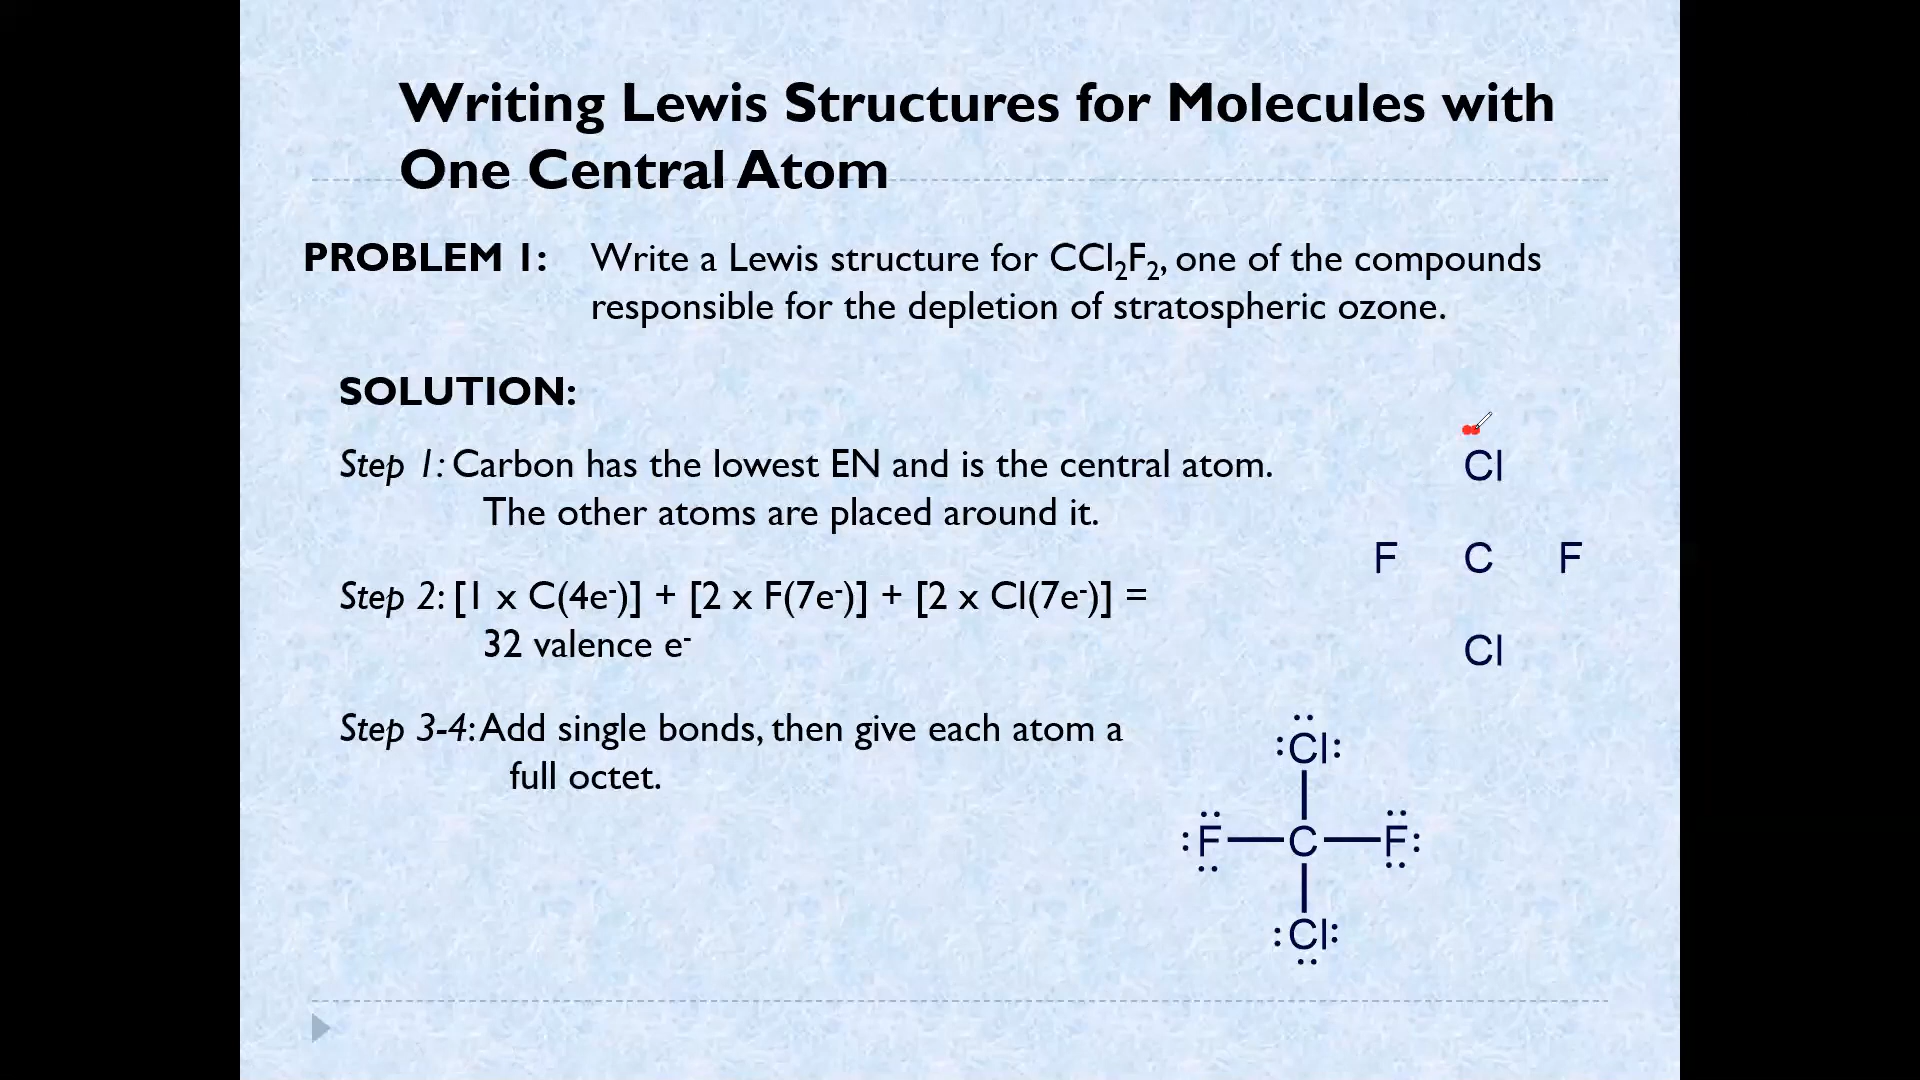 Writing Lewis Structures for Molecules with
One Central Atom
PROBLEM 1: Write a Lewis structure for CCl₂F₂, one of the compounds
responsible for the depletion of stratospheric ozone.
SOLUTION:
Step 1: Carbon has the lowest EN and is the central atom.
The other atoms are placed around it.
Cl
F C F
Cl
Step 2: [1 x C(4e⁻)] + [2 x F(7e⁻)] + [2 x Cl(7e⁻)] =
32 valence e⁻
Step 3-4: Add single bonds, then give each atom a
full octet.
:Cl:
:F—C—F:
:Cl: